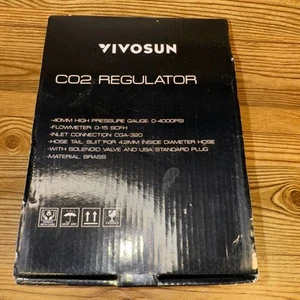 VIVOSUN
CO2 REGULATOR
-40MM HIGH PRESSURE GAUGE: 0-4000PSI
-FLOWMETER: 0-15 SCFH
-INLET CONNECTION: CGA-320
-HOSE TAIL: SUIT FOR 4.2MM INSIDE DIAMETER HOSE
-WITH SOLENOID VALVE AND USA STANDARD PLUG
-MATERIAL: BRASS